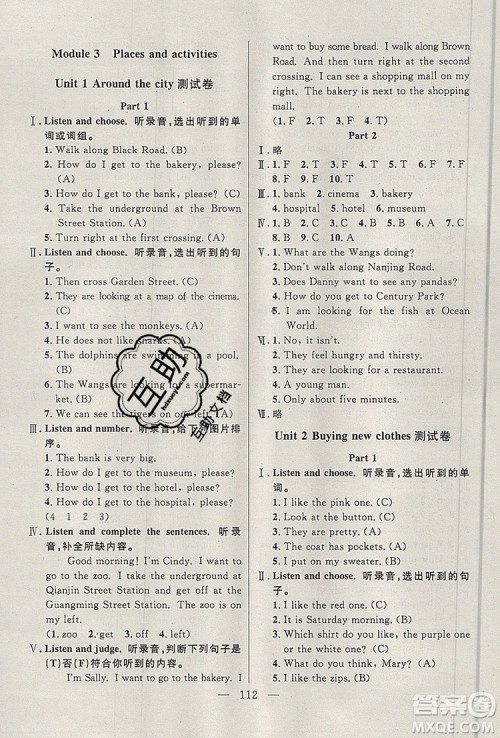 Module 3 Places and activities
Unit 1 Around the city 测试卷
Part 1
Ⅰ. Listen and choose. 听录音,选出听到的单
词或词组。
1. Walk along Black Road. (B)
2. How do I get to the bakery, please? (C)
3. How do I get to the bank, please? (C)
4. Take the underground at the Brown
Street Station. (A)
5. Turn right at the first crossing. (A)
Ⅱ. Listen and choose. 听录音,选出听到的句
子。
1. Then cross Garden Street. (A)
2. They are looking at a map of the cinema.
(B)
3. I want to see the monkeys. (A)
4. He does not like sharks. (A)
5. The dolphins are swimming in a pool.
(B)
6. The Wangs are looking for a supermar-
ket. (B)
7. We can see the tigers on our left. (B)
Ⅲ. Listen and number. 听录音,给下列图片排
序。
1. The bank is very big.
2. How do I get to the museum, please?
3. How do I get to the hotel, please?
4. How do I get to the hospital, please?
(4 1 2 3)
Ⅳ. Listen and complete the sentences. 听录
音,补全所缺内容。
Good morning! I'm Cindy. I want to
go to the zoo. I take the underground at
Qianjin Street Station and get off at the
Guangming Street Station. The zoo is on
my left.
(1. zoo 2. get 3. off 4. left)
Ⅴ. Listen and judge. 听录音,判断下列句子是
(T)否(F)符合你所听到的内容。
I'm Sally. I want to go to the bakery. I
want to buy some bread. I walk along Brown
Road. And then, I turn left at the second
crossing. I can see a shopping mall on my
right. And the bakery is next to the shopping
mall.
(1. F 2. T 3. F 4. F)
Part 2
Ⅰ. 略
Ⅱ. 1. F 2. T 3. T 4. F 5. T 6. F
Ⅲ. 1. bank 2. cinema 3. bakery
4. hospital 5. hotel 6. museum
Ⅳ. 1. B 2. C 3. A 4. C 5. B 6. C 7. A
8. B 9. C
Ⅴ. 1. What are the Wangs doing?
2. I am not walking along Nanjing Road.
3. Does Danny want to see any pandas?
4. How do you get to Century Park?
5. I am looking for the fish at Ocean
World.
Ⅵ. 1. No, it isn't.
2. They feel hungry and thirsty.
3. They are looking at the restaurant.
4. A young man.
5. Only about five minutes.
Ⅶ. 略
Unit 2 Buying new clothes 测试卷
Part 1
Ⅰ. Listen and choose. 听录音,选出听到的单
词。
1. I like the pink one. (C)
2. Look at the button. (C)
3. They are pretty. (C)
4. The coat has pockets. (A)
5. I put on my sweater. (A)
Ⅱ. Listen and choose. 听录音,选出听到的句
子。
1. I like the red one. (C)
2. It is Saturday morning. (B)
3. Which shirt do you like, the purple one or
the white one? (C)
4. What do you think, Mary? (A)
5. I like the zips. (C)
112
互助
hdzuoye.com
互助文档
作业精灵